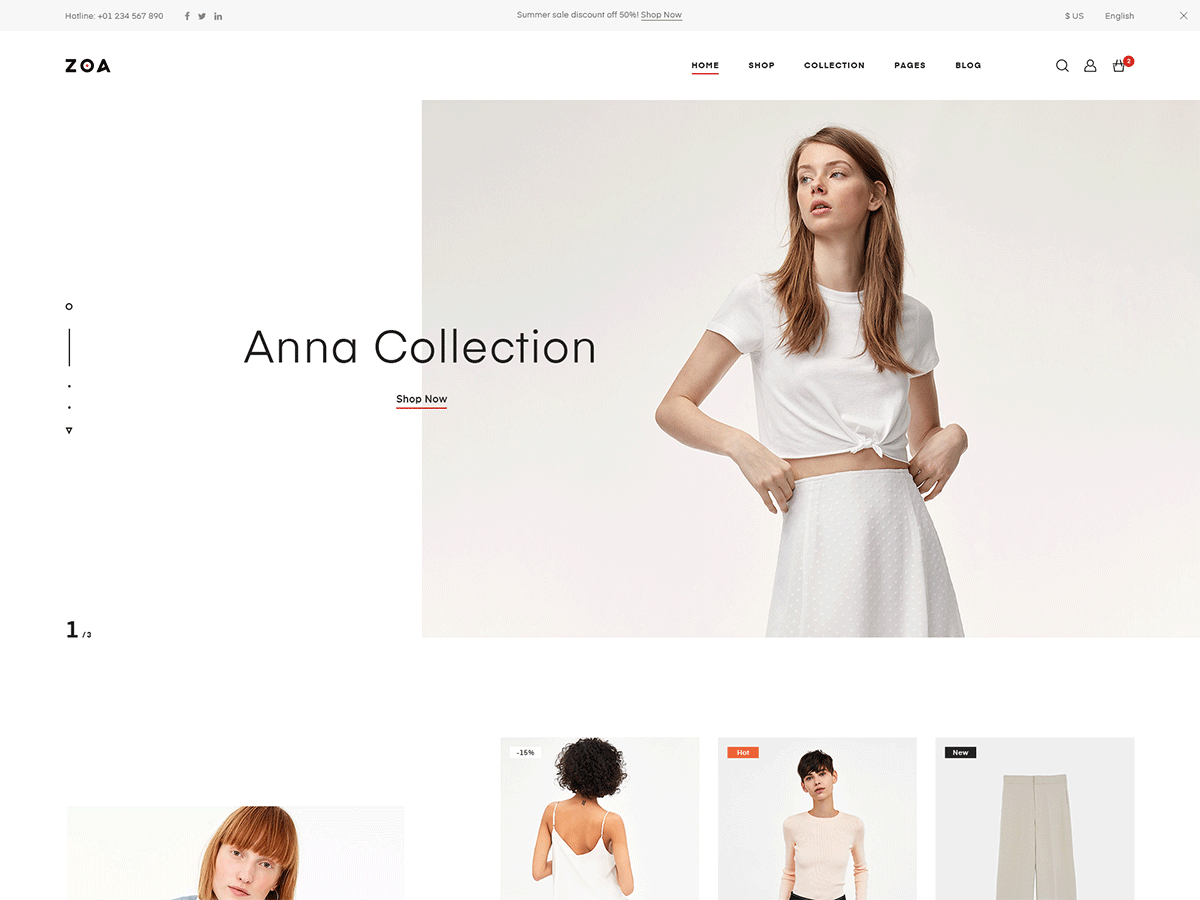 Hotline: +01 234 567 890
Summer sale discount off 50%! Shop Now
$ US
English
ZOA
HOME
SHOP
COLLECTION
PAGES
BLOG
2
Anna Collection
Shop Now
1 /3
-15%
Hot
New